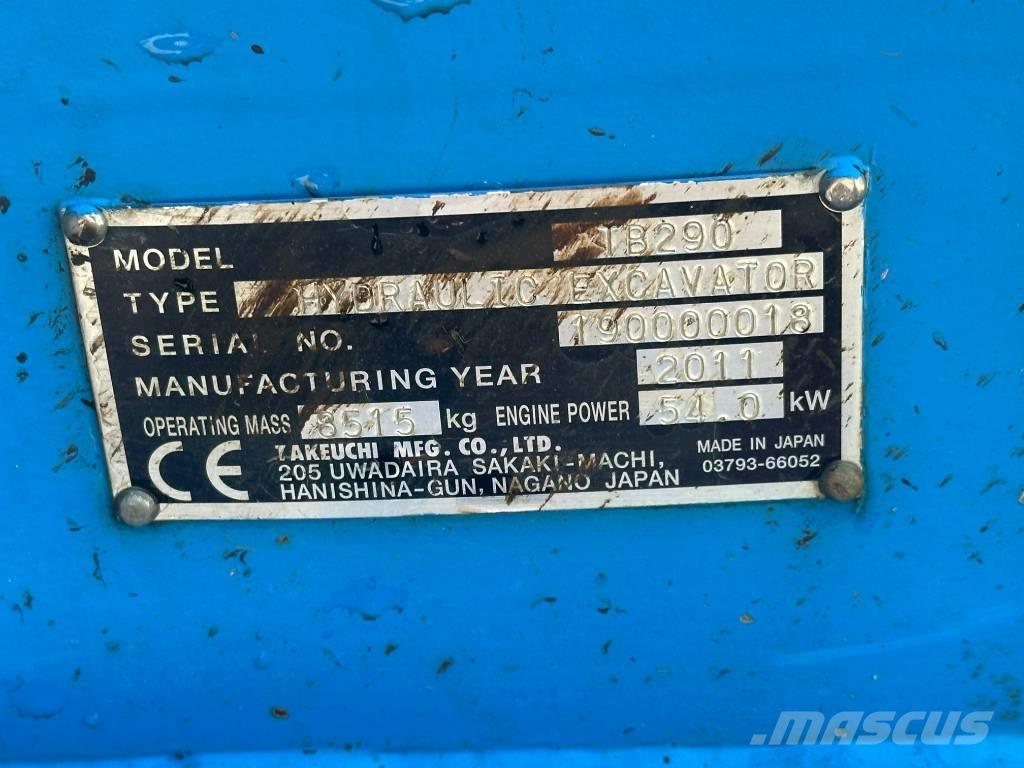 MODEL TB290
TYPE HYDRAULIC EXCAVATOR
SERIAL NO. 190000018
MANUFACTURING YEAR 2011
OPERATING MASS 8515 kg ENGINE POWER 54.0 kW
CE
TAKEUCHI MFG. CO., LTD.
205 UWADAIRA SAKAKI-MACHI,
HANISHINA-GUN, NAGANO JAPAN
MADE IN JAPAN
03793-66052
MASCUS